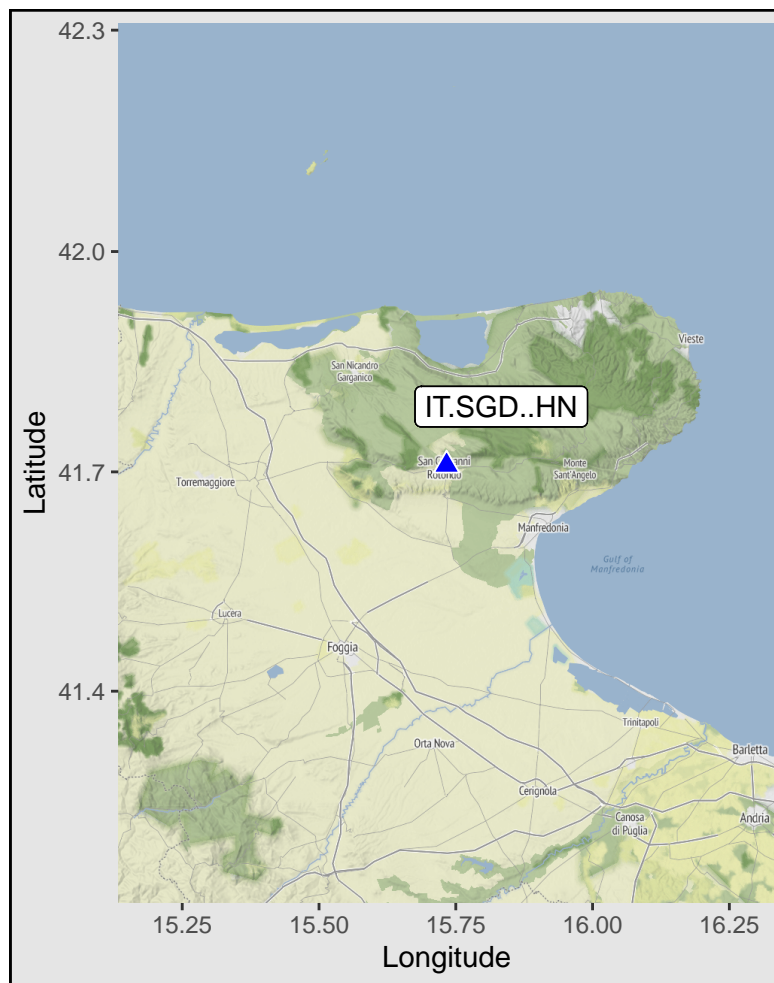 42.3
42.0
Vieste
San Nicandro
Garganico
IT.SGD..HN
41.7
Rotondo
Monte
Sant'Angelo
Torremaggiore
Manfredonia
Gulf of
Manfredonia
Lucera
Foggia
41.4
Trinitapoli
Orta Nova
Barletta
Cerignola
Canosa
di Puglia
Andria
Latitude
15.25
15.50
15.75
16.00
16.25
Longitude